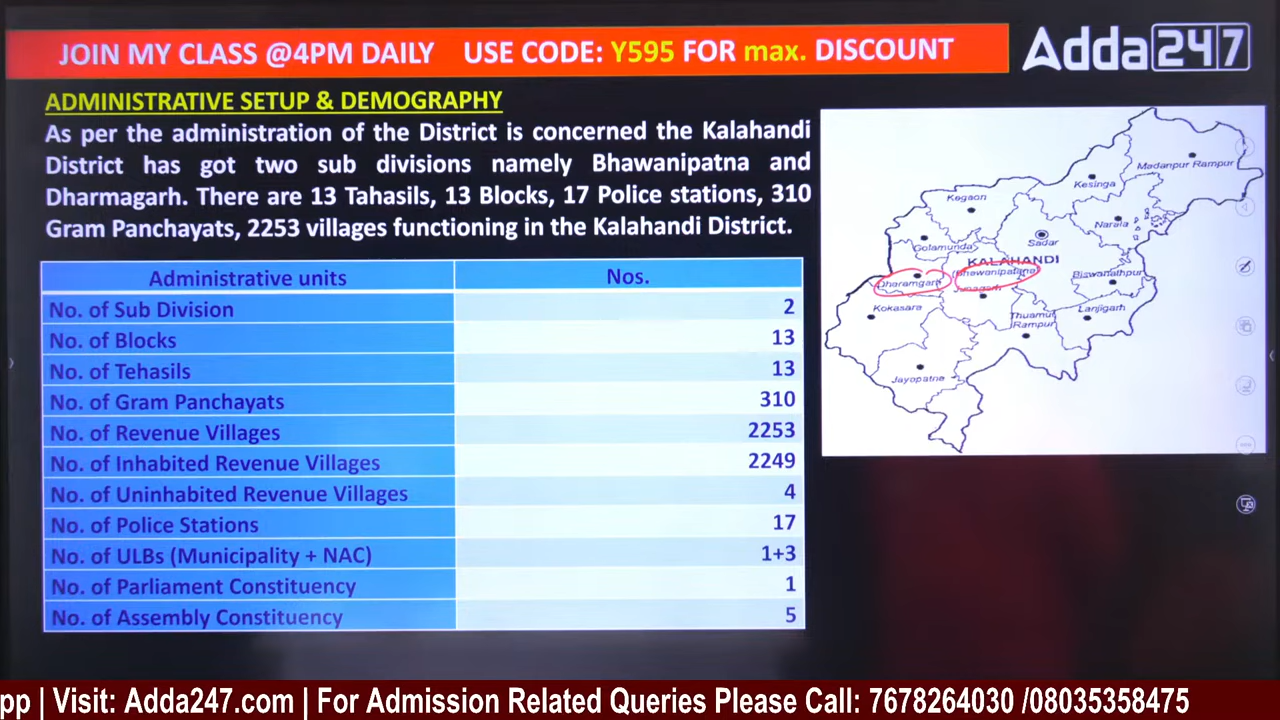 JOIN MY CLASS @4PM DAILY USE CODE: Y595 FOR max. DISCOUNT
Adda247
ADMINISTRATIVE SETUP & DEMOGRAPHY
As per the administration of the District is concerned the Kalahandi
District has got two sub divisions namely Bhawanipatna and
Dharmagarh. There are 13 Tahasils, 13 Blocks, 17 Police stations, 310
Gram Panchayats, 2253 villages functioning in the Kalahandi District.
Administrative units Nos.
No. of Sub Division 2
No. of Blocks 13
No. of Tehasils 13
No. of Gram Panchayats 310
No. of Revenue Villages 2253
No. of Inhabited Revenue Villages 2249
No. of Uninhabited Revenue Villages 4
No. of Police Stations 17
No. of ULBs (Municipality + NAC) 1+3
No. of Parliament Constituency 1
No. of Assembly Constituency 5
Madanpur Rampur
Kesinga
Kegaon
Narala
Sadar
Golamunda
KALAHANDI
(Bhawanipatana)
Biswanathpur
Dharamgarh
Junagarh
Kokasara
Lanjigarh
Thuamul
Rampur
Jayopatna
pp | Visit: Adda247.com | For Admission Related Queries Please Call: 7678264030 /08035358475